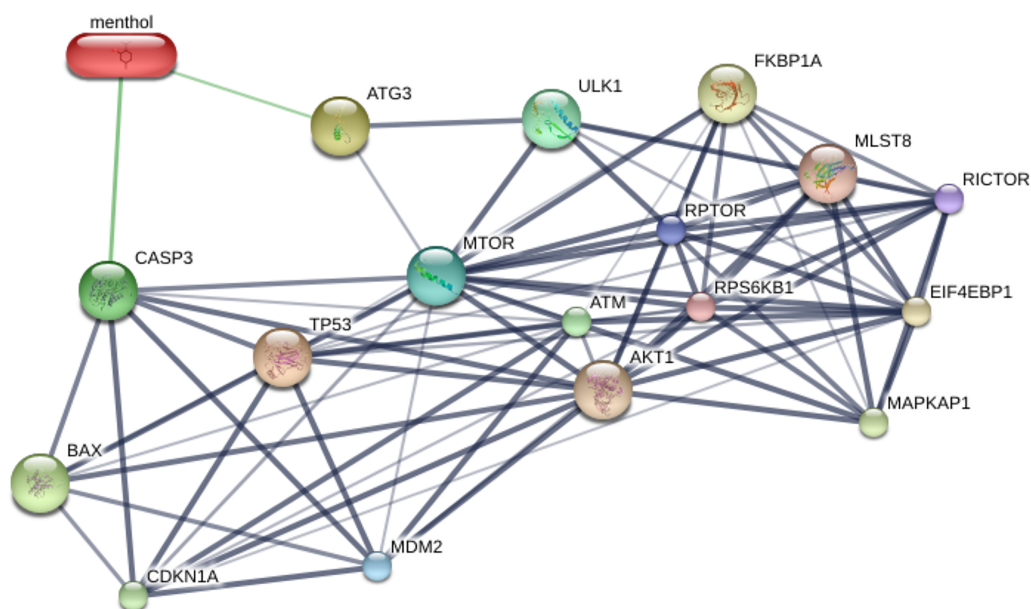 menthol
FKBP1A
ULK1
ATG3
MLST8
RICTOR
RPTOR
MTOR
CASP3
RPS6KB1
EIF4EBP1
ATM
TP53
AKT1
MAPKAP1
BAX
MDM2
CDKN1A